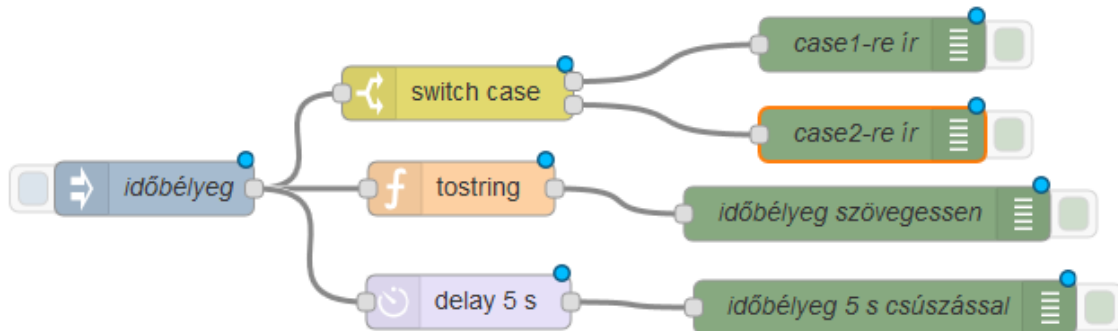 case1-re ír
switch case
case2-re ír
időbélyeg
tostring
időbélyeg szövegessen
delay 5 s
időbélyeg 5 s csúszással